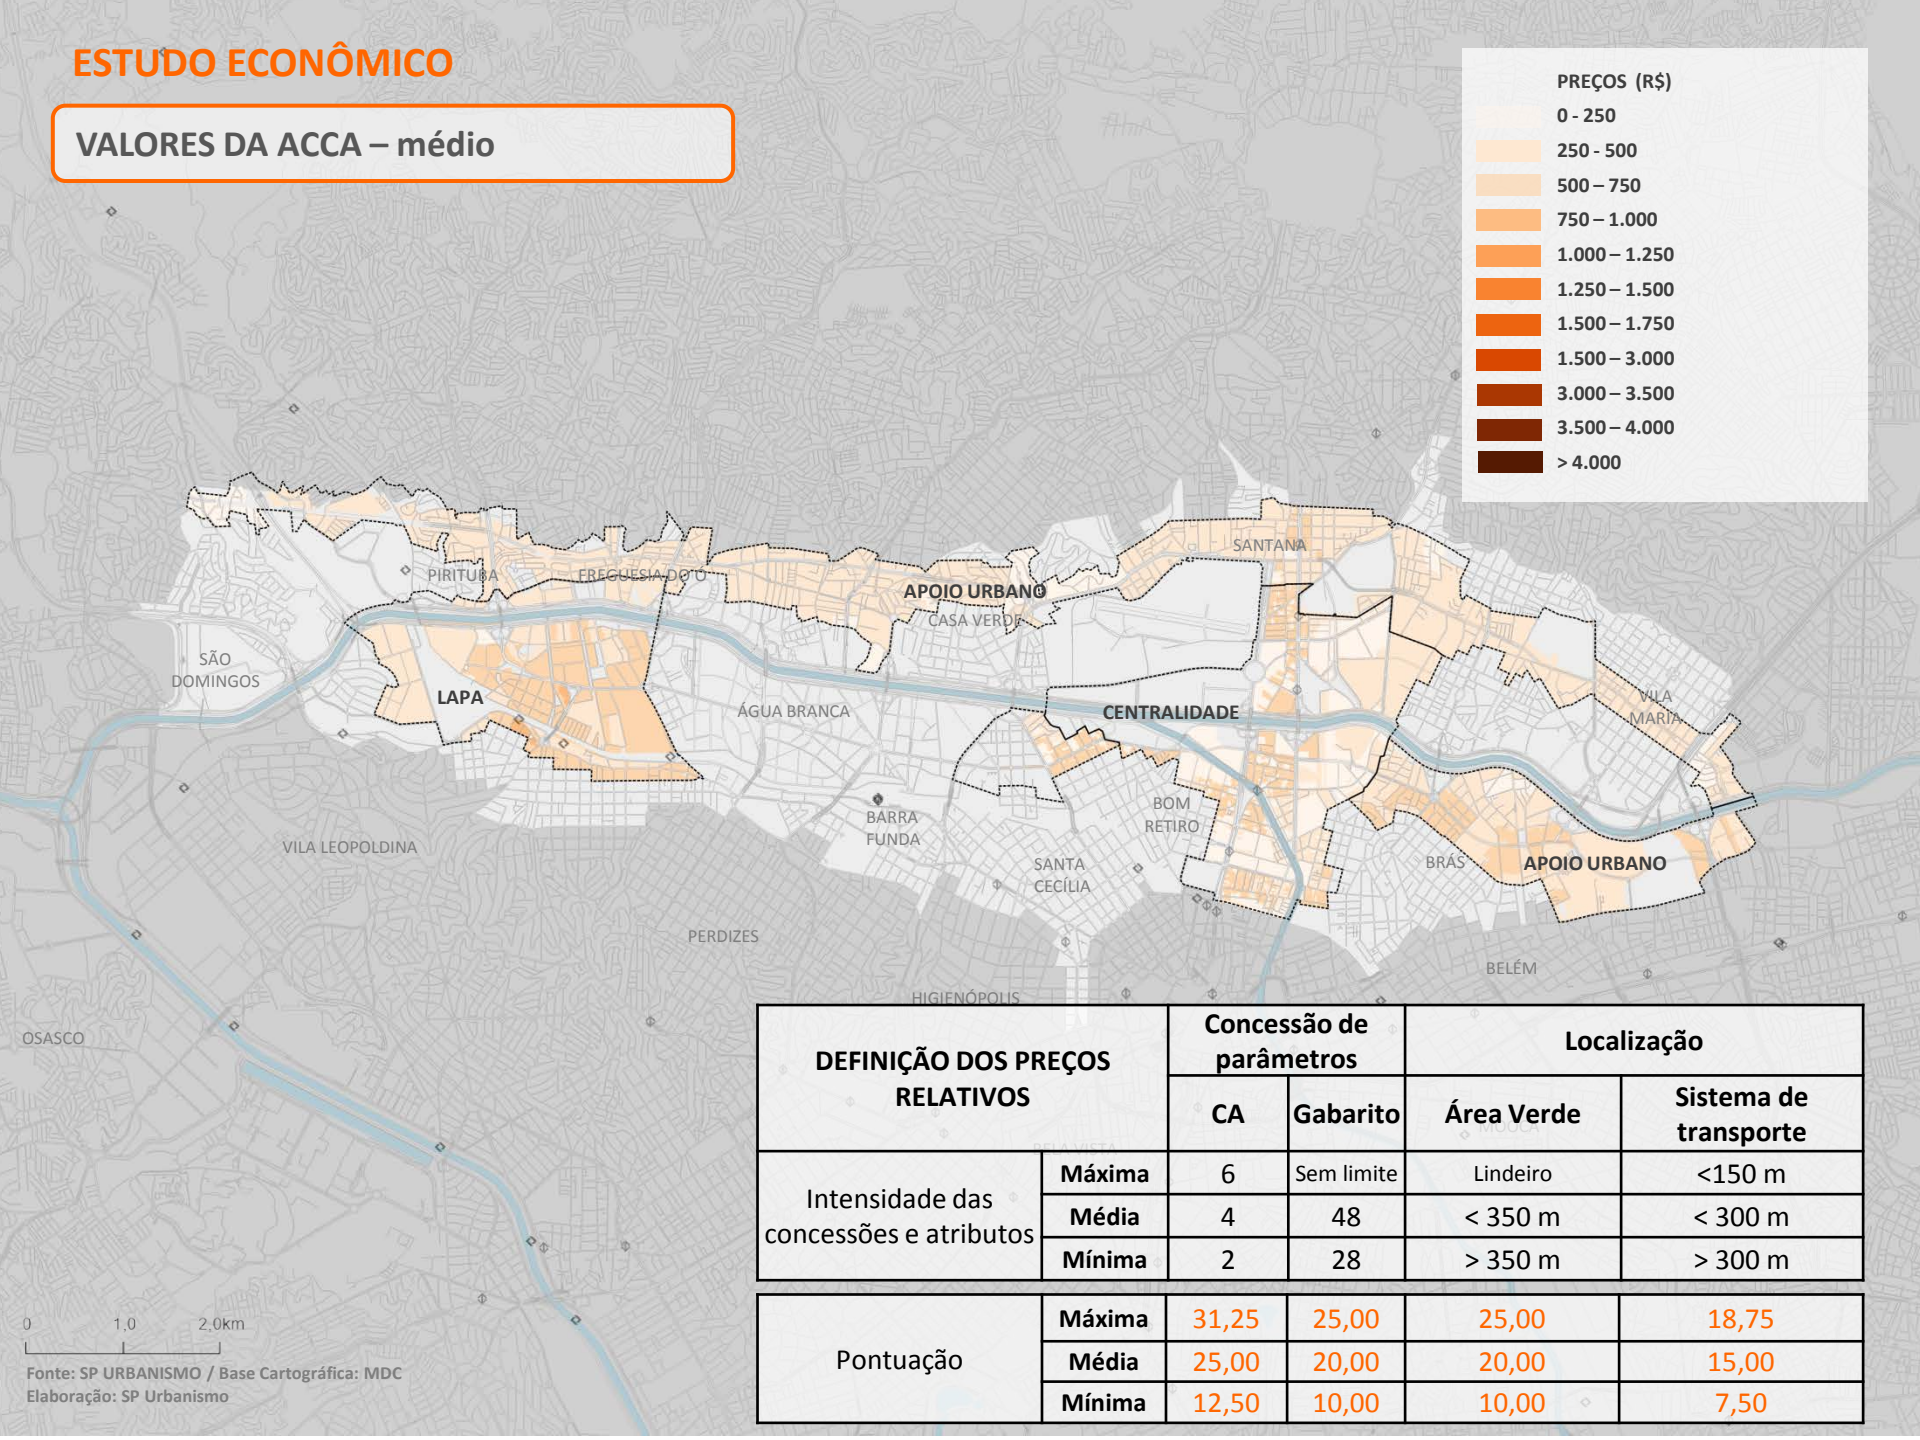 ESTUDO ECONÔMICO
VALORES DA ACCA – médio
PREÇOS (R$)
0 - 250
250 - 500
500 – 750
750 – 1.000
1.000 – 1.250
1.250 – 1.500
1.500 – 1.750
1.500 – 3.000
3.000 – 3.500
3.500 – 4.000
> 4.000
SANTANA
PIRITUBA
FREGUESIA DO Ó
APOIO URBANO
CASA VERDE
SÃO
DOMINGOS
LAPA
ÁGUA BRANCA
CENTRALIDADE
VILA
MARIA
BOM
RETIRO
BARRA
FUNDA
VILA LEOPOLDINA
SANTA
CECÍLIA
BRÁS
APOIO URBANO
PERDIZES
BELÉM
HIGIENÓPOLIS
OSASCO
BELA VISTA
MOOCA
DEFINIÇÃO DOS PREÇOS
RELATIVOS
Concessão de
parâmetros
Localização
CA
Gabarito
Área Verde
Sistema de
transporte
Intensidade das
concessões e atributos
Máxima 6 Sem limite Lindeiro <150 m
Média 4 48 < 350 m < 300 m
Mínima 2 28 > 350 m > 300 m
Pontuação
Máxima 31,25 25,00 25,00 18,75
Média 25,00 20,00 20,00 15,00
Mínima 12,50 10,00 10,00 7,50
0 1,0 2,0km
Fonte: SP URBANISMO / Base Cartográfica: MDC
Elaboração: SP Urbanismo